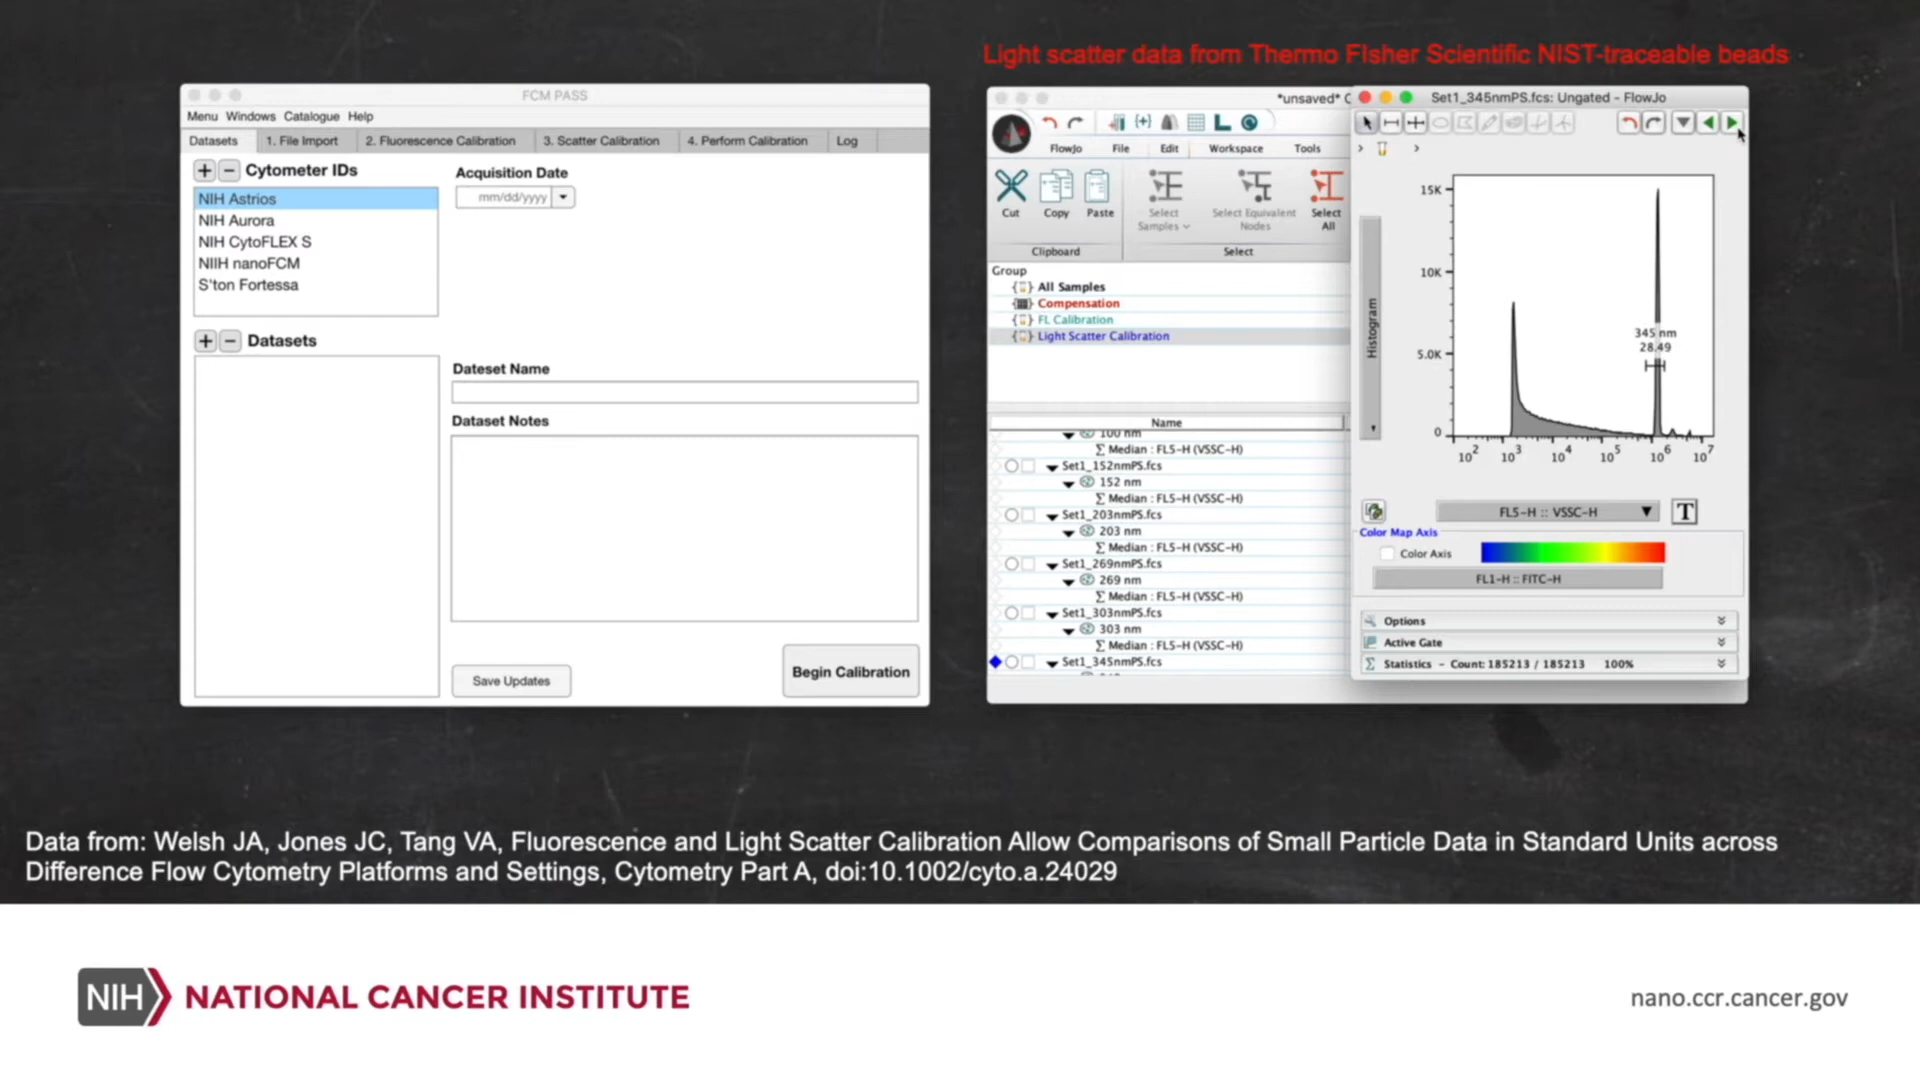 Light scatter data from Thermo FIsher Scientific NIST-traceable beads
FCM PASS
Menu Windows Catalogue Help
Datasets 1. File Import 2. Fluorescence Calibration 3. Scatter Calibration 4. Perform Calibration Log
+ − Cytometer IDs
NIH Astrios
NIH Aurora
NIH CytoFLEX S
NIIH nanoFCM
S'ton Fortessa
Acquisition Date
mm/dd/yyyy
+ − Datasets
Dateset Name
Dataset Notes
Save Updates
Begin Calibration
*unsaved*
FlowJo File Edit Workspace Tools
Cut Copy Paste
Select Samples
Select Equivalent Nodes
Select All
Clipboard
Select
Group
{ } All Samples
{ } Compensation
{ } FL Calibration
{ } Light Scatter Calibration
Name
100 nm
Σ Median : FL5-H (VSSC-H)
Set1_152nmPS.fcs
152 nm
Σ Median : FL5-H (VSSC-H)
Set1_203nmPS.fcs
203 nm
Σ Median : FL5-H (VSSC-H)
Set1_269nmPS.fcs
269 nm
Σ Median : FL5-H (VSSC-H)
Set1_303nmPS.fcs
303 nm
Σ Median : FL5-H (VSSC-H)
Set1_345nmPS.fcs
Set1_345nmPS.fcs: Ungated - FlowJo
Histogram
15K
10K
5.0K
0
345 nm
28.49
10² 10³ 10⁴ 10⁵ 10⁶ 10⁷
FL5-H :: VSSC-H
T
Color Map Axis
Color Axis
FL1-H :: FITC-H
Options
Active Gate
Σ Statistics - Count: 185213 / 185213 100%
Data from: Welsh JA, Jones JC, Tang VA, Fluorescence and Light Scatter Calibration Allow Comparisons of Small Particle Data in Standard Units across
Difference Flow Cytometry Platforms and Settings, Cytometry Part A, doi:10.1002/cyto.a.24029
NIH NATIONAL CANCER INSTITUTE
nano.ccr.cancer.gov